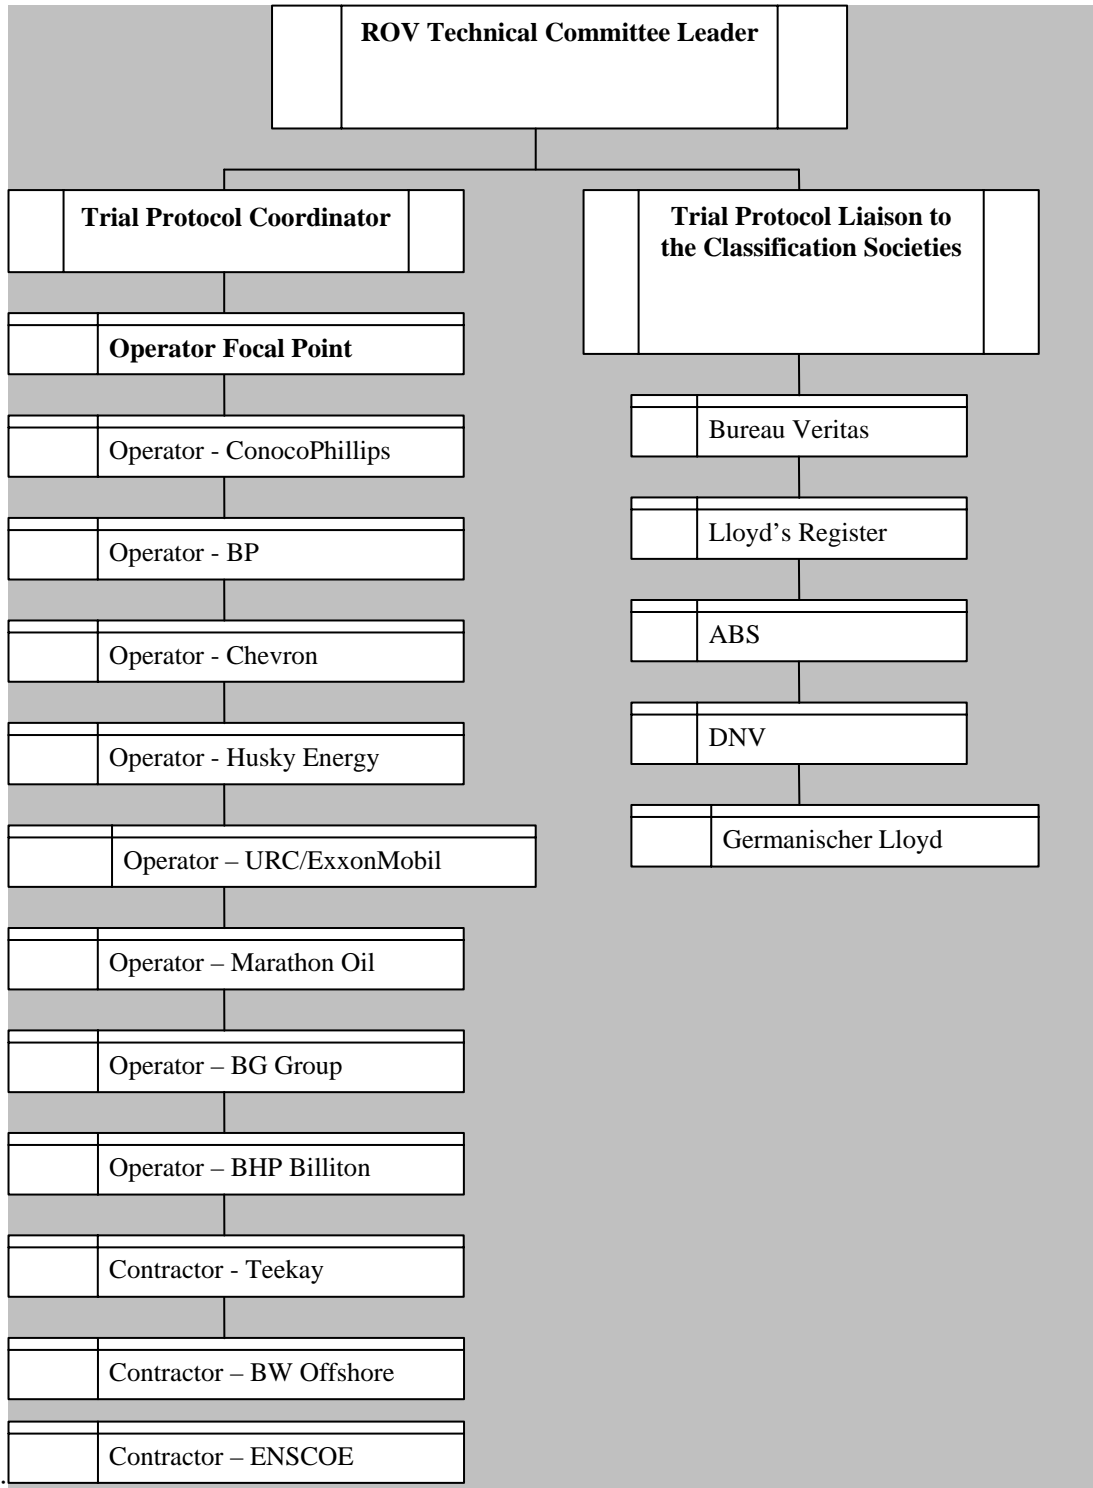 ROV Technical Committee Leader
Trial Protocol Coordinator
Operator Focal Point
Operator - ConocoPhillips
Operator - BP
Operator - Chevron
Operator - Husky Energy
Operator – URC/ExxonMobil
Operator – Marathon Oil
Operator – BG Group
Operator – BHP Billiton
Contractor - Teekay
Contractor – BW Offshore
Contractor – ENSCOE
.
Trial Protocol Liaison to
the Classification Societies
Bureau Veritas
Lloyd’s Register
ABS
DNV
Germanischer Lloyd